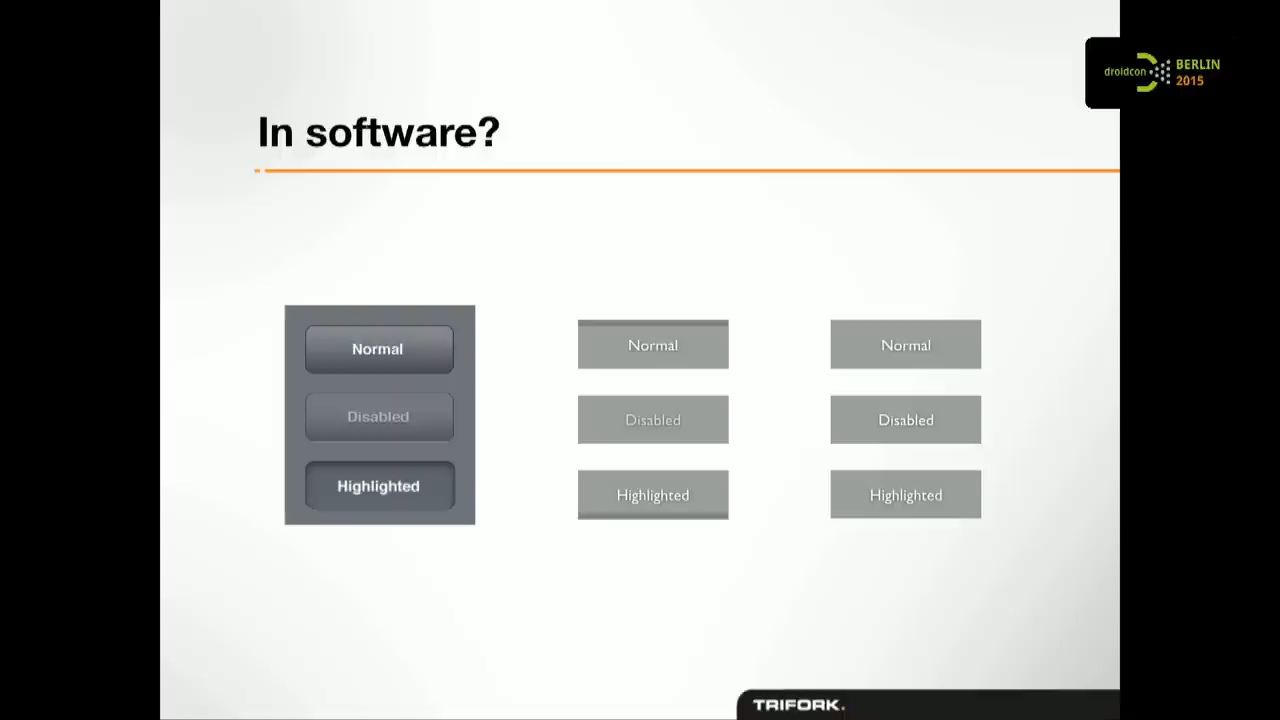 droidcon
BERLIN
2015
In software?
Normal
Disabled
Highlighted
Normal
Disabled
Highlighted
Normal
Disabled
Highlighted
TRIFORK.